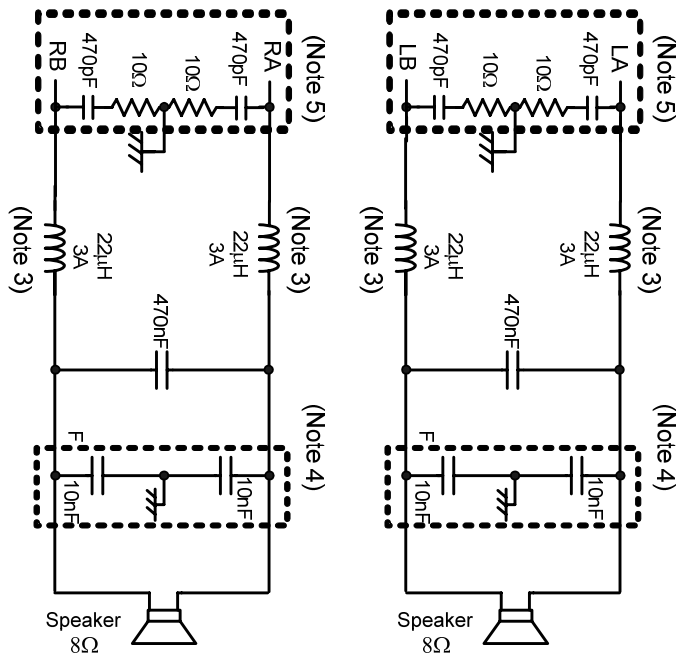 (Note 5)
RA
470pF
10Ω
10Ω
470pF
RB
(Note 5)
LA
470pF
10Ω
10Ω
470pF
LB
(Note 3)
22µH
3A
(Note 3)
22µH
3A
(Note 3)
22µH
3A
(Note 3)
22µH
3A
470nF
470nF
(Note 4)
F
10nF
10nF
(Note 4)
F
10nF
10nF
Speaker
8Ω
Speaker
8Ω